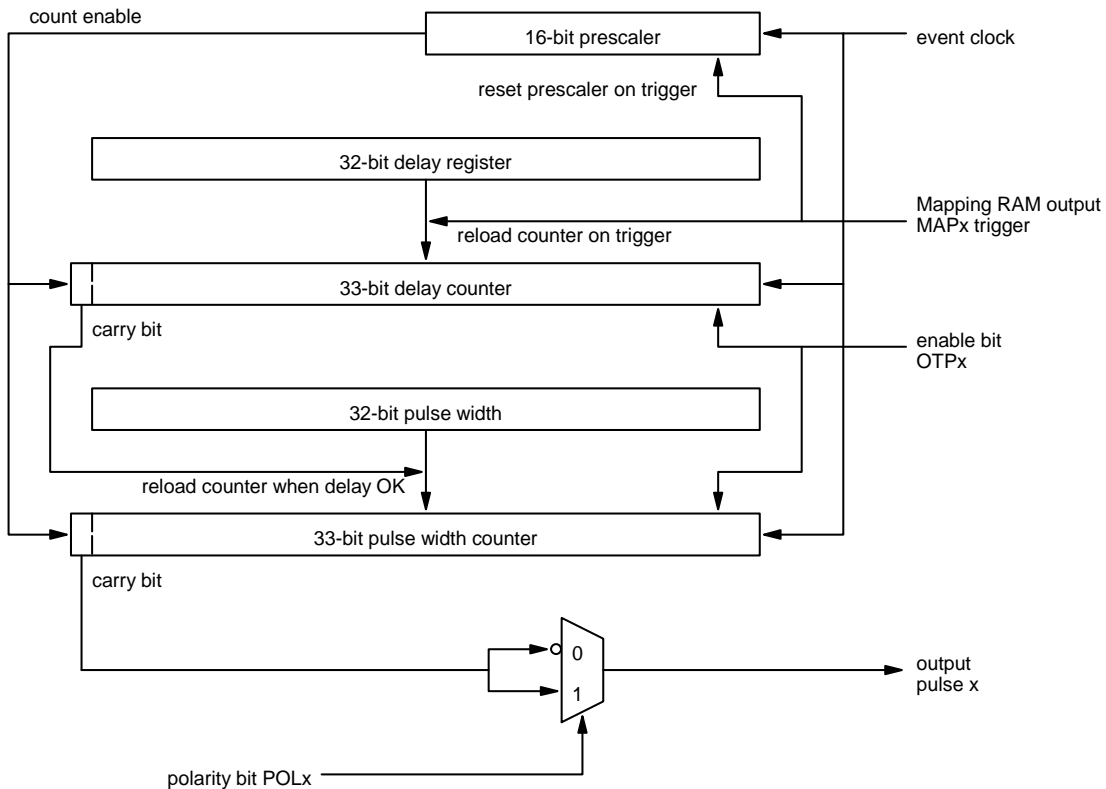 count enable
16-bit prescaler
event clock
reset prescaler on trigger
32-bit delay register
Mapping RAM output
MAPx trigger
reload counter on trigger
33-bit delay counter
carry bit
enable bit
OTPx
32-bit pulse width
reload counter when delay OK
33-bit pulse width counter
carry bit
0
1
output
pulse x
polarity bit POLx